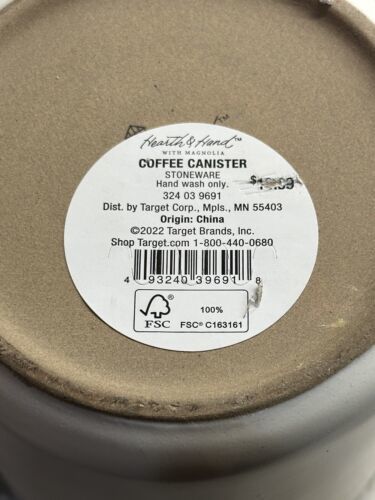 Hearth & Hand™
WITH MAGNOLIA
COFFEE CANISTER
STONEWARE
Hand wash only.
324 03 9691
Dist. by Target Corp., Mpls., MN 55403
Origin: China
©2022 Target Brands, Inc.
Shop Target.com 1-800-440-0680
4 93240 39691 8
FSC
100%
FSC® C163161